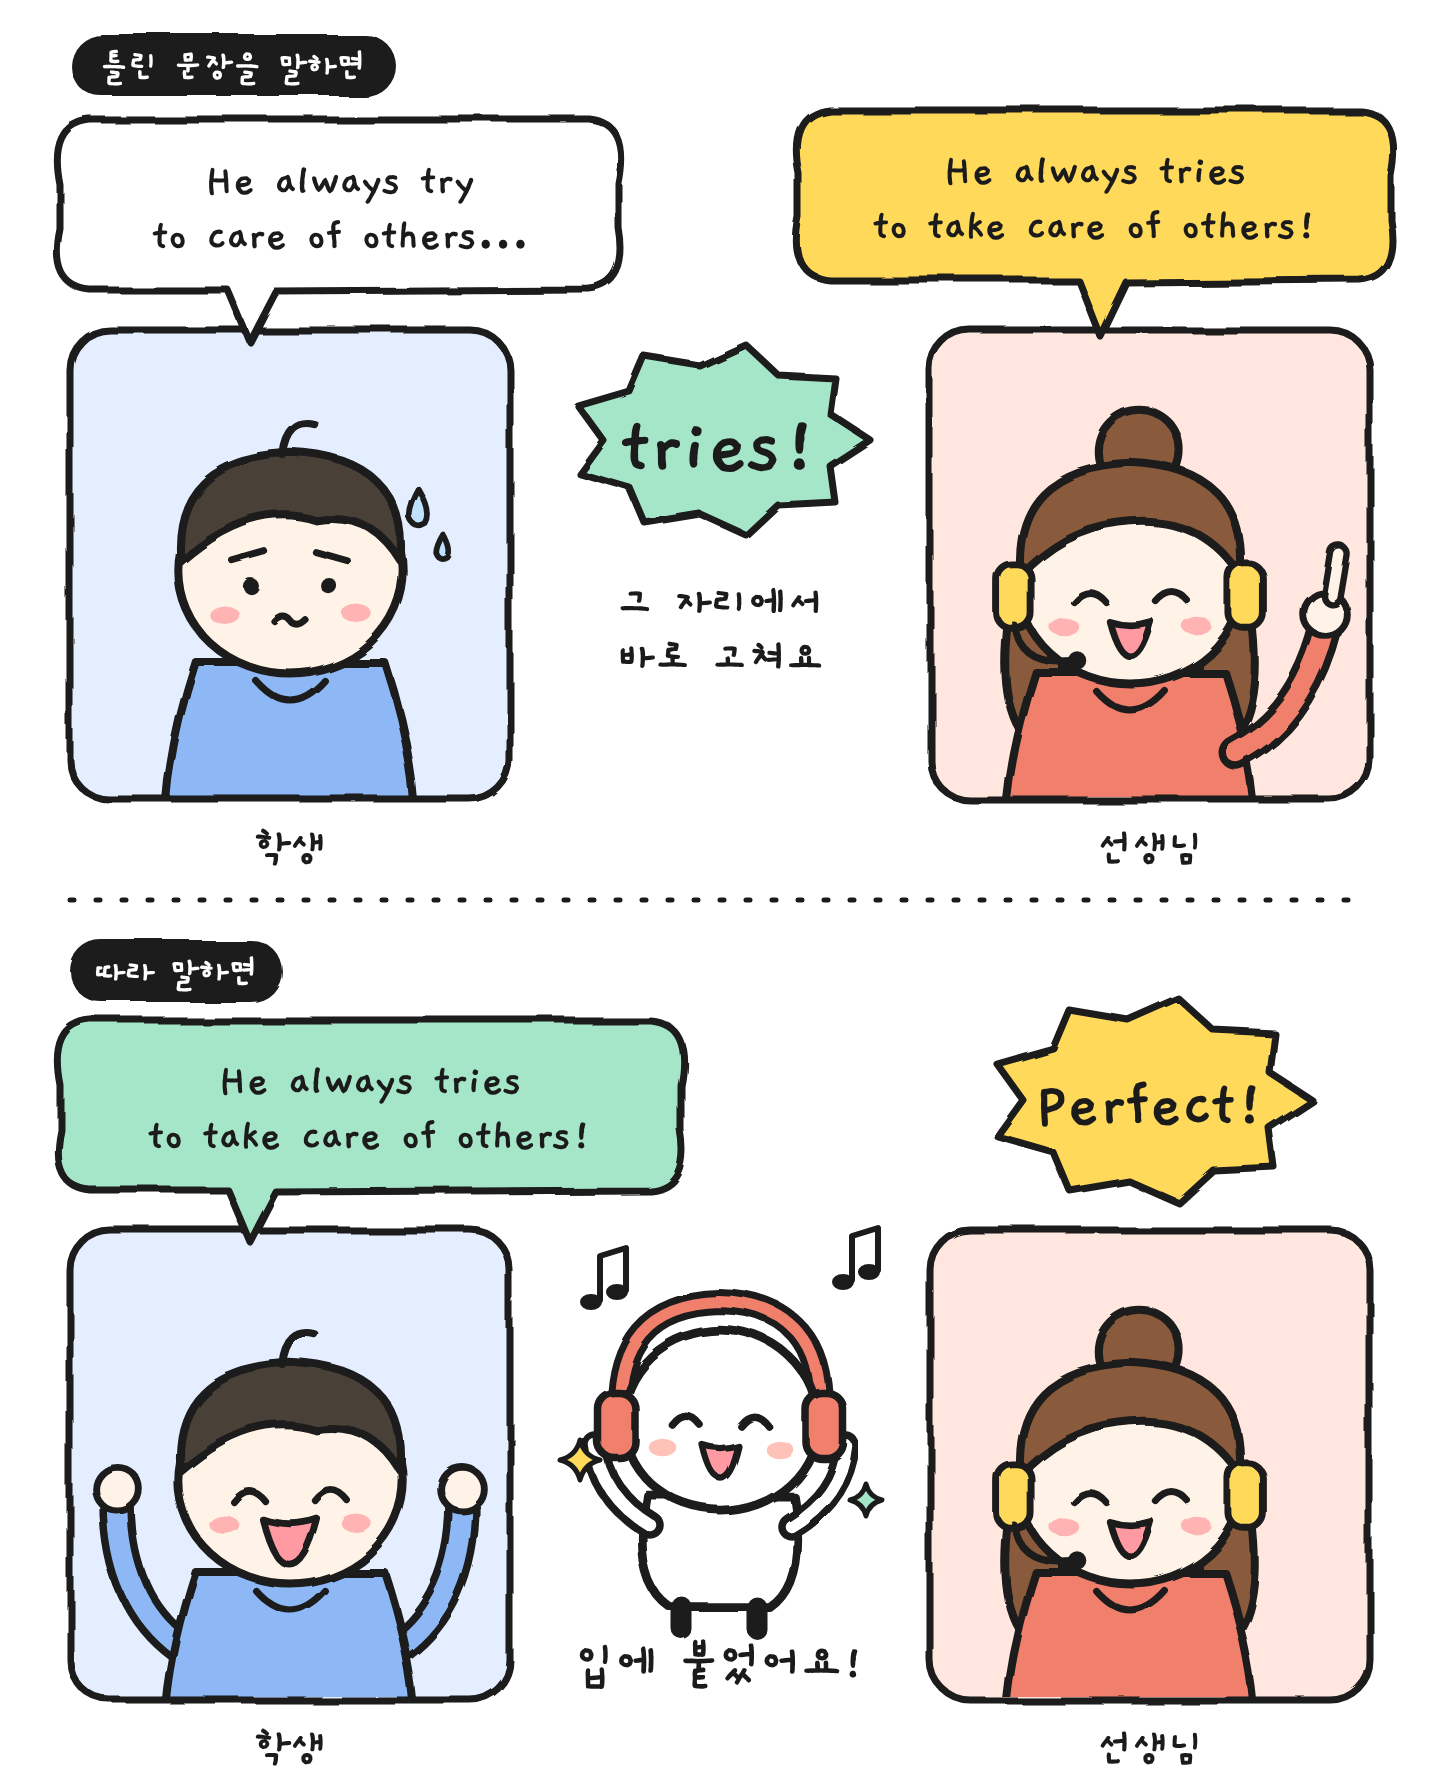 틀린 문장을 말하면
He always try
to care of others...
He always tries
to take care of others!
tries!
그 자리에서
바로 고쳐요
학생
선생님
따라 말하면
He always tries
to take care of others!
Perfect!
입에 붙었어요!
학생
선생님